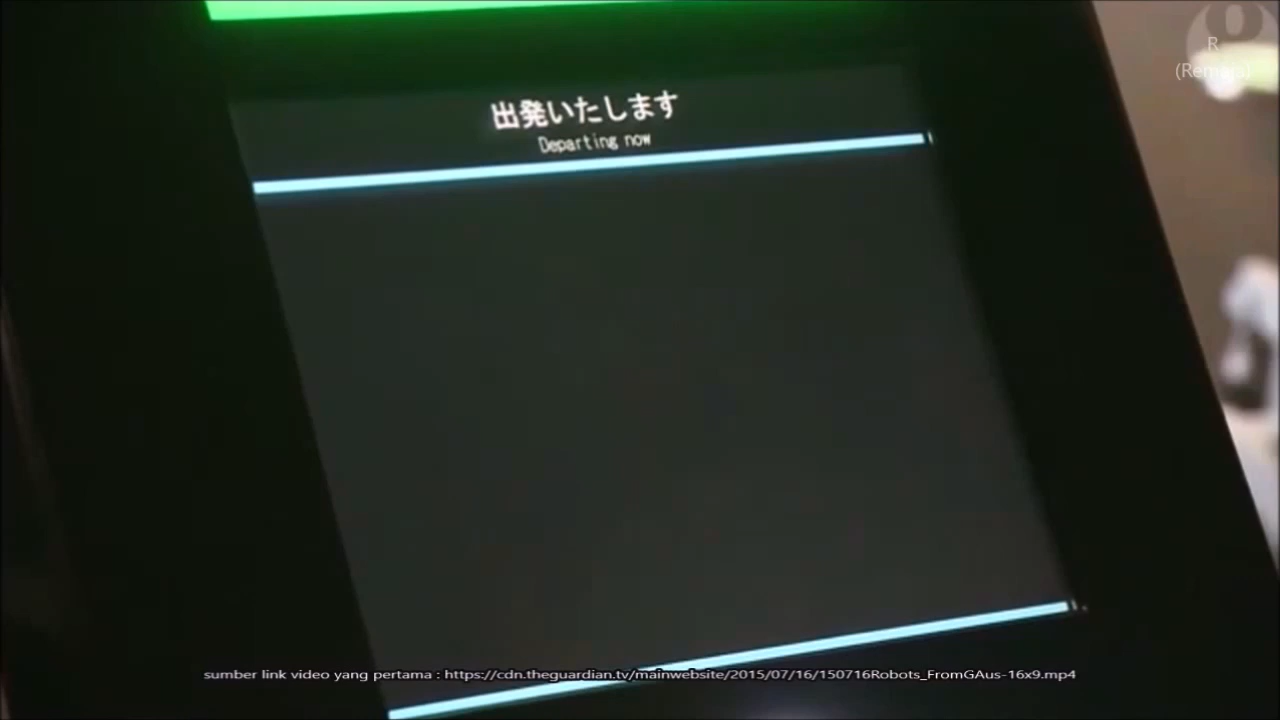 出発いたします
Departing now
R
sumber link video yang pertama : https://cdn.theguardian.tv/mainwebsite/2015/07/16/150716Robots_FromGAus-16x9.mp4